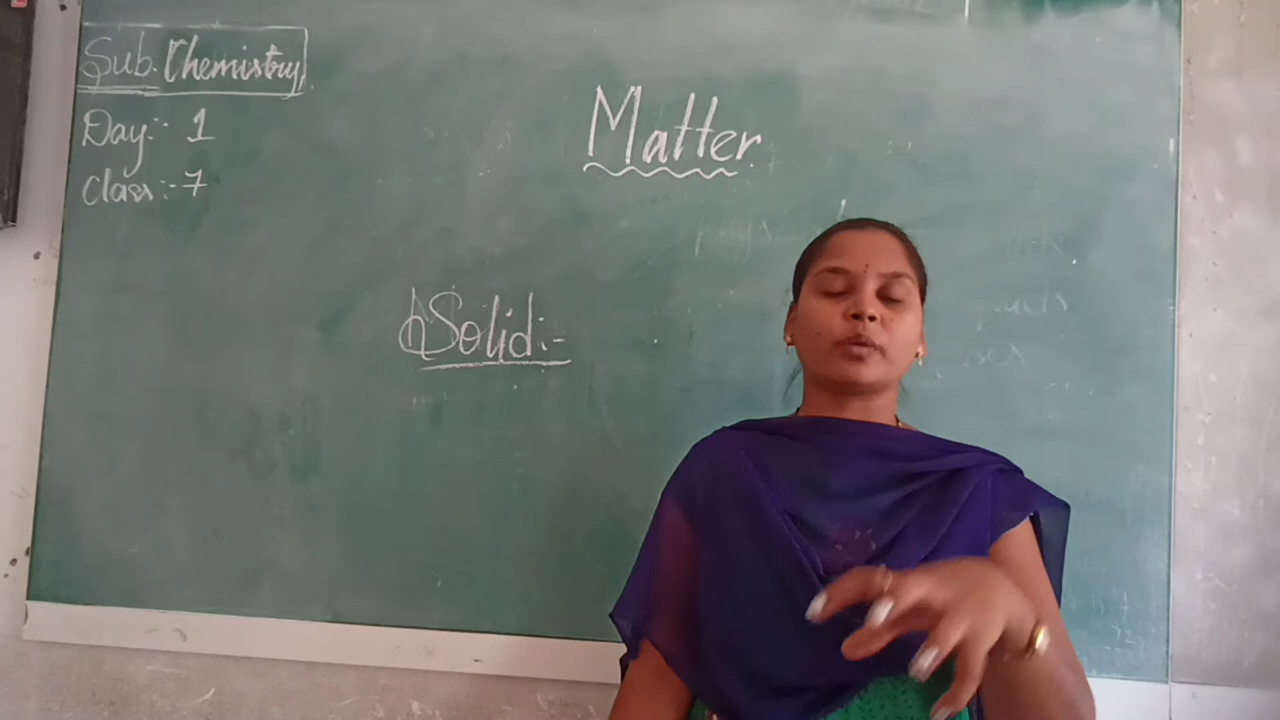 Sub. Chemistry
Day:- 1
Class:- 7
Matter
Solid:-